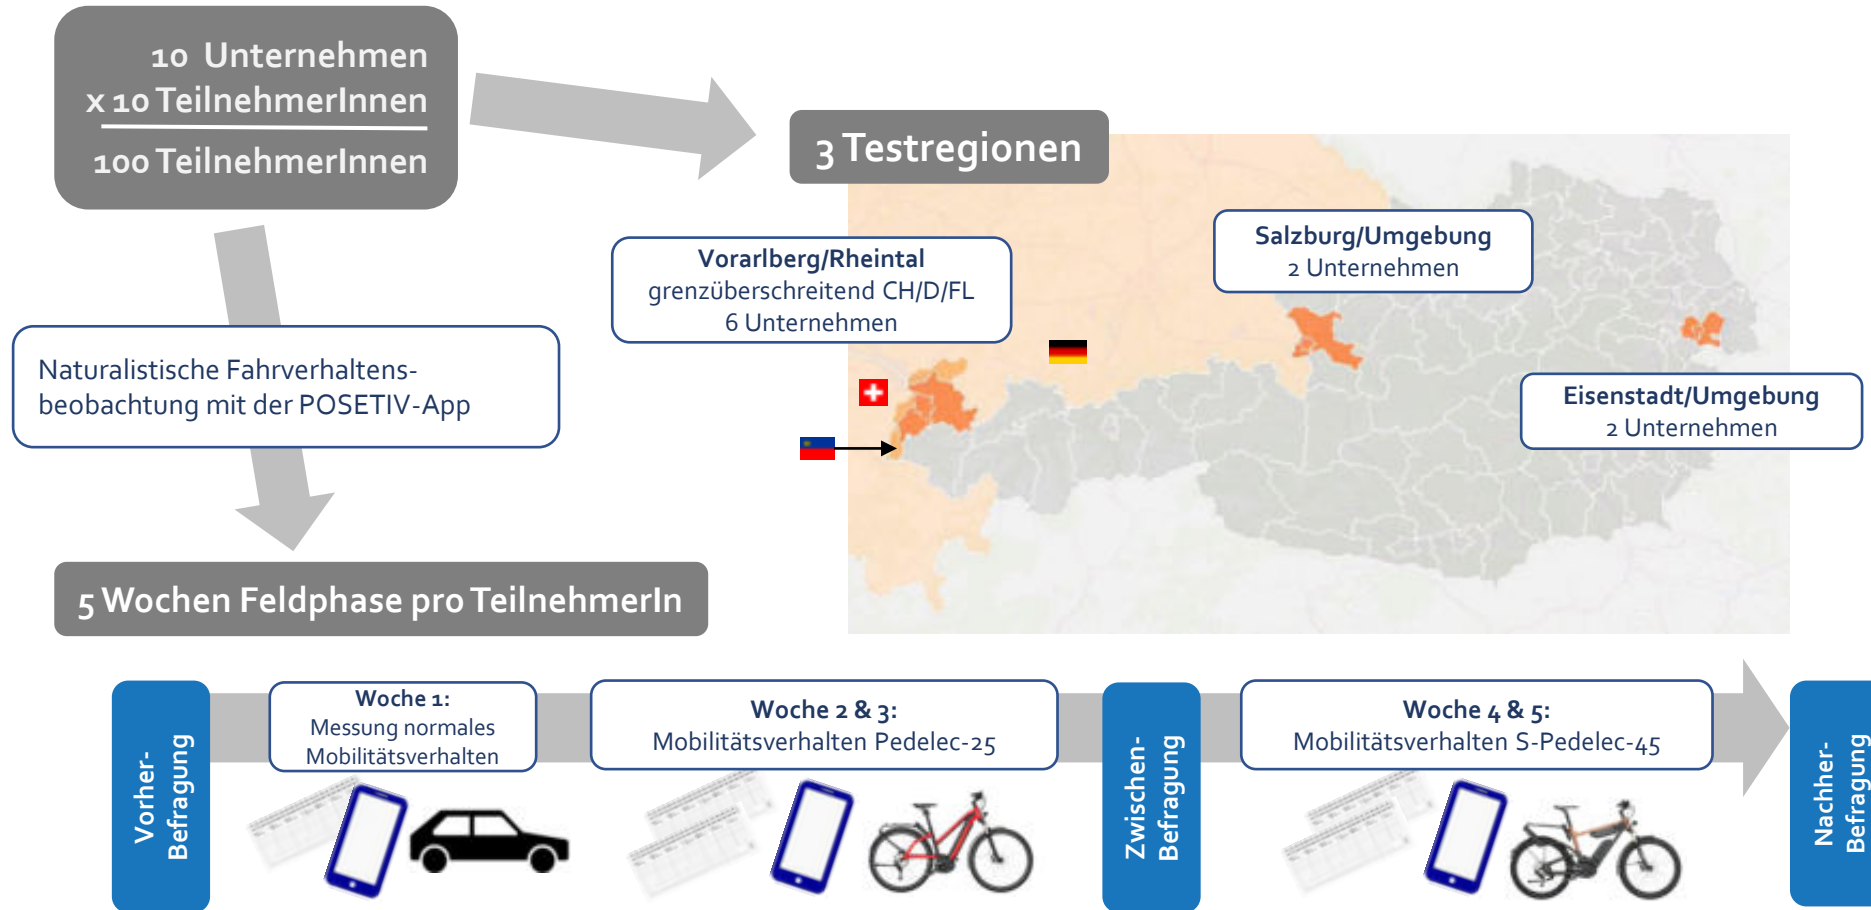 10 Unternehmen
x 10 TeilnehmerInnen
100 TeilnehmerInnen
3 Testregionen
Vorarlberg/Rheintal
grenzüberschreitend CH/D/FL
6 Unternehmen
Salzburg/Umgebung
2 Unternehmen
Eisenstadt/Umgebung
2 Unternehmen
Naturalistische Fahrverhaltens-
beobachtung mit der POSETIV-App
5 Wochen Feldphase pro TeilnehmerIn
Vorher-
Befragung
Woche 1:
Messung normales
Mobilitätsverhalten
Woche 2 & 3:
Mobilitätsverhalten Pedelec-25
Zwischen-
Befragung
Woche 4 & 5:
Mobilitätsverhalten S-Pedelec-45
Nachher-
Befragung